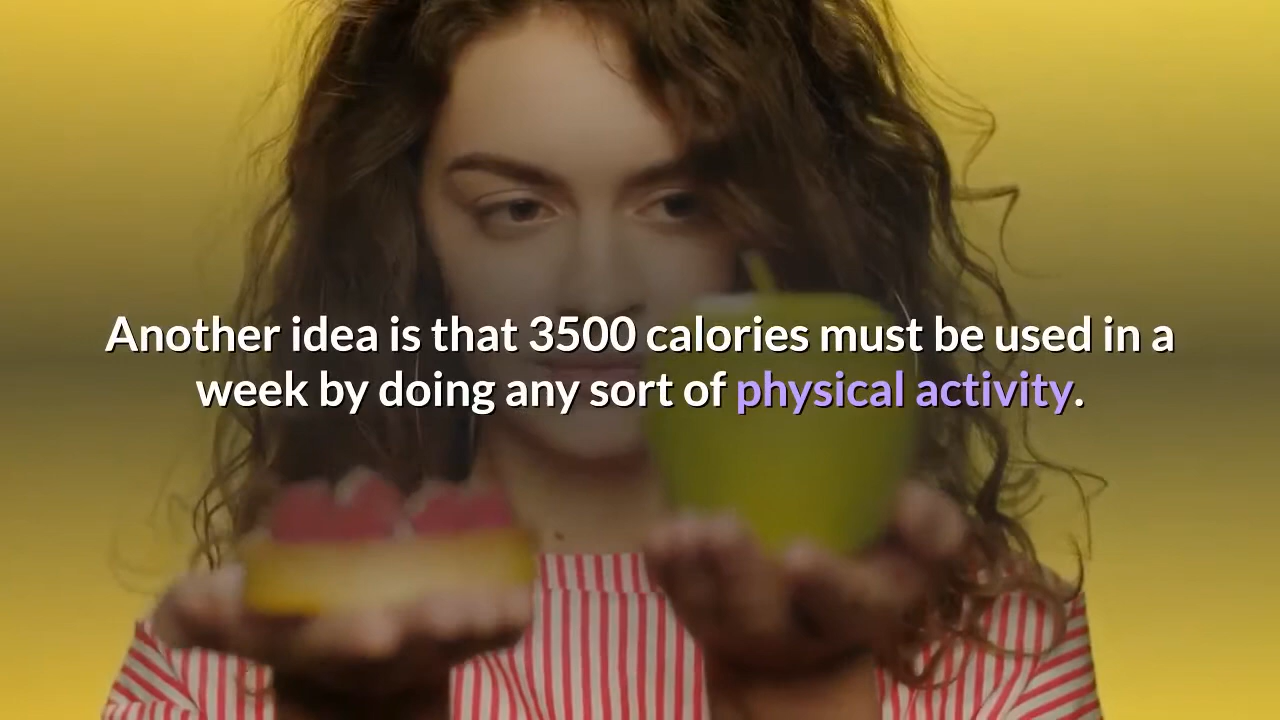 Another idea is that 3500 calories must be used in a
week by doing any sort of physical activity.